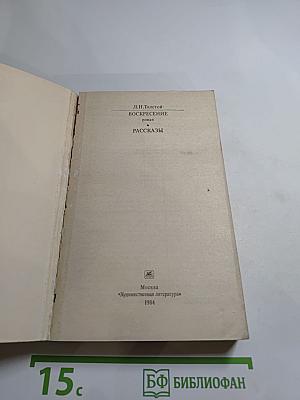 Л.Н.Толстой
ВОСКРЕСЕНИЕ
роман
•
РАССКАЗЫ
Москва
«Художественная литература»
1984
15с
БФ БИБЛИОФАН